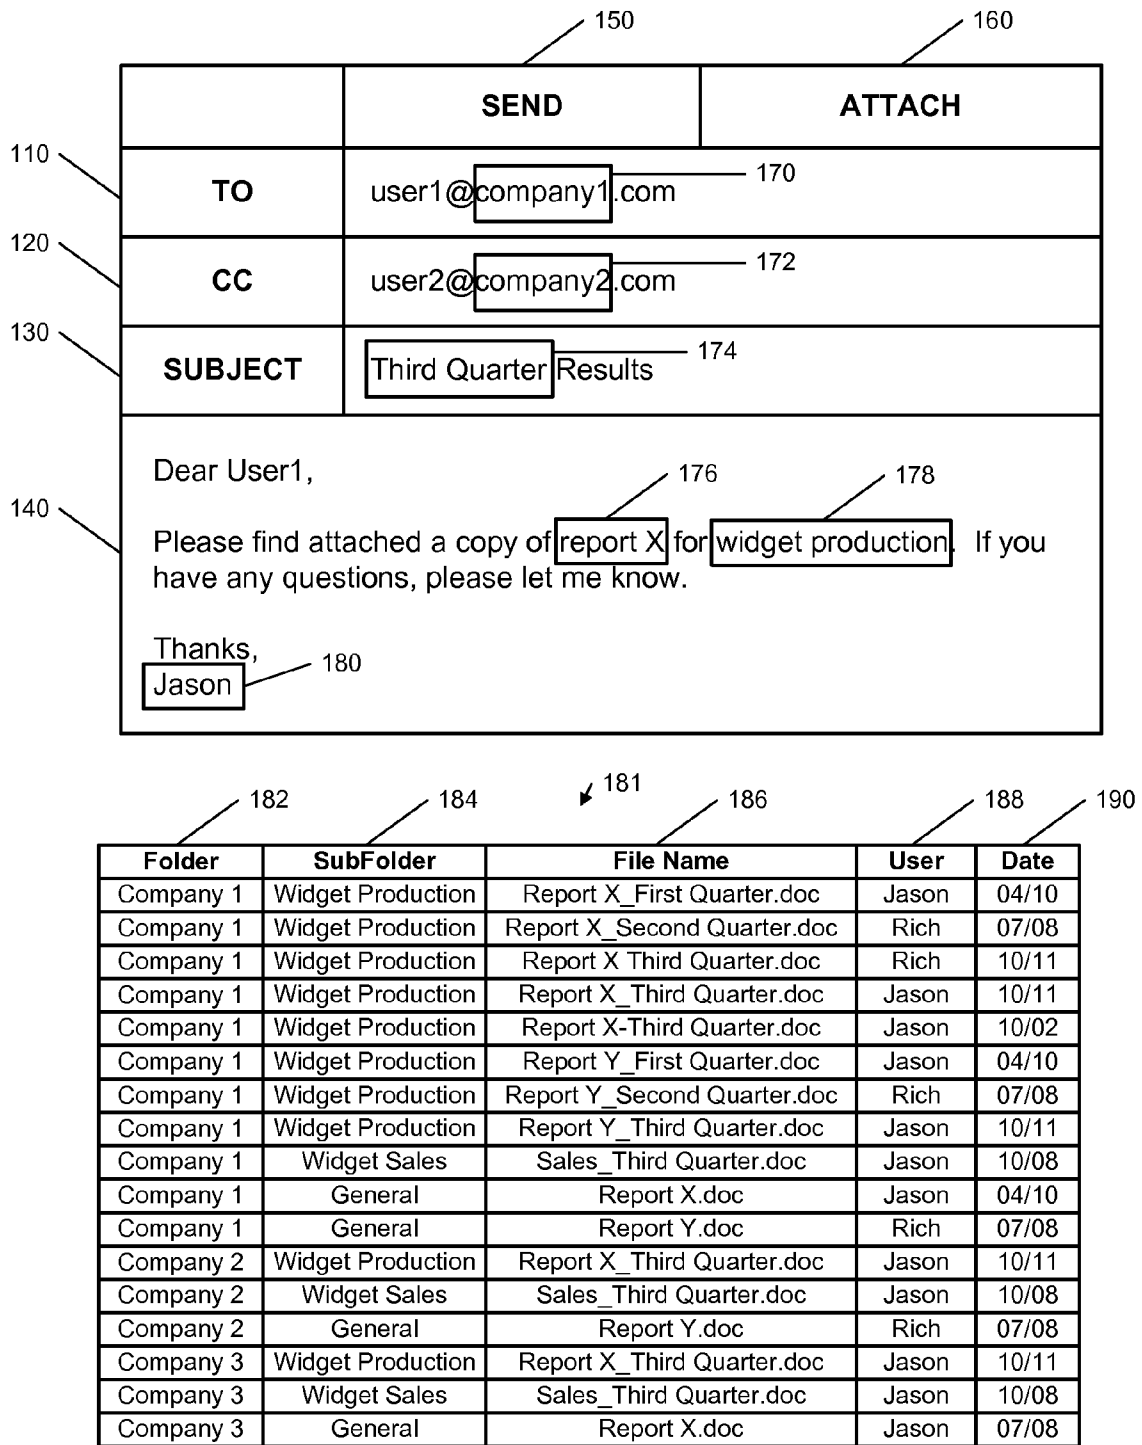 150 160
SEND ATTACH
110 TO user1@company1.com 170
120 CC user2@company2.com 172
130 SUBJECT Third Quarter Results 174
Dear User1,
176 178
140 Please find attached a copy of report X for widget production. If you
have any questions, please let me know.
Thanks,
Jason 180
181
182 184 186 188 190
Folder SubFolder File Name User Date
Company 1 Widget Production Report X_First Quarter.doc Jason 04/10
Company 1 Widget Production Report X_Second Quarter.doc Rich 07/08
Company 1 Widget Production Report X Third Quarter.doc Rich 10/11
Company 1 Widget Production Report X_Third Quarter.doc Jason 10/11
Company 1 Widget Production Report X-Third Quarter.doc Jason 10/02
Company 1 Widget Production Report Y_First Quarter.doc Jason 04/10
Company 1 Widget Production Report Y_Second Quarter.doc Rich 07/08
Company 1 Widget Production Report Y_Third Quarter.doc Jason 10/11
Company 1 Widget Sales Sales_Third Quarter.doc Jason 10/08
Company 1 General Report X.doc Jason 04/10
Company 1 General Report Y.doc Rich 07/08
Company 2 Widget Production Report X_Third Quarter.doc Jason 10/11
Company 2 Widget Sales Sales_Third Quarter.doc Jason 10/08
Company 2 General Report Y.doc Rich 07/08
Company 3 Widget Production Report X_Third Quarter.doc Jason 10/11
Company 3 Widget Sales Sales_Third Quarter.doc Jason 10/08
Company 3 General Report X.doc Jason 07/08